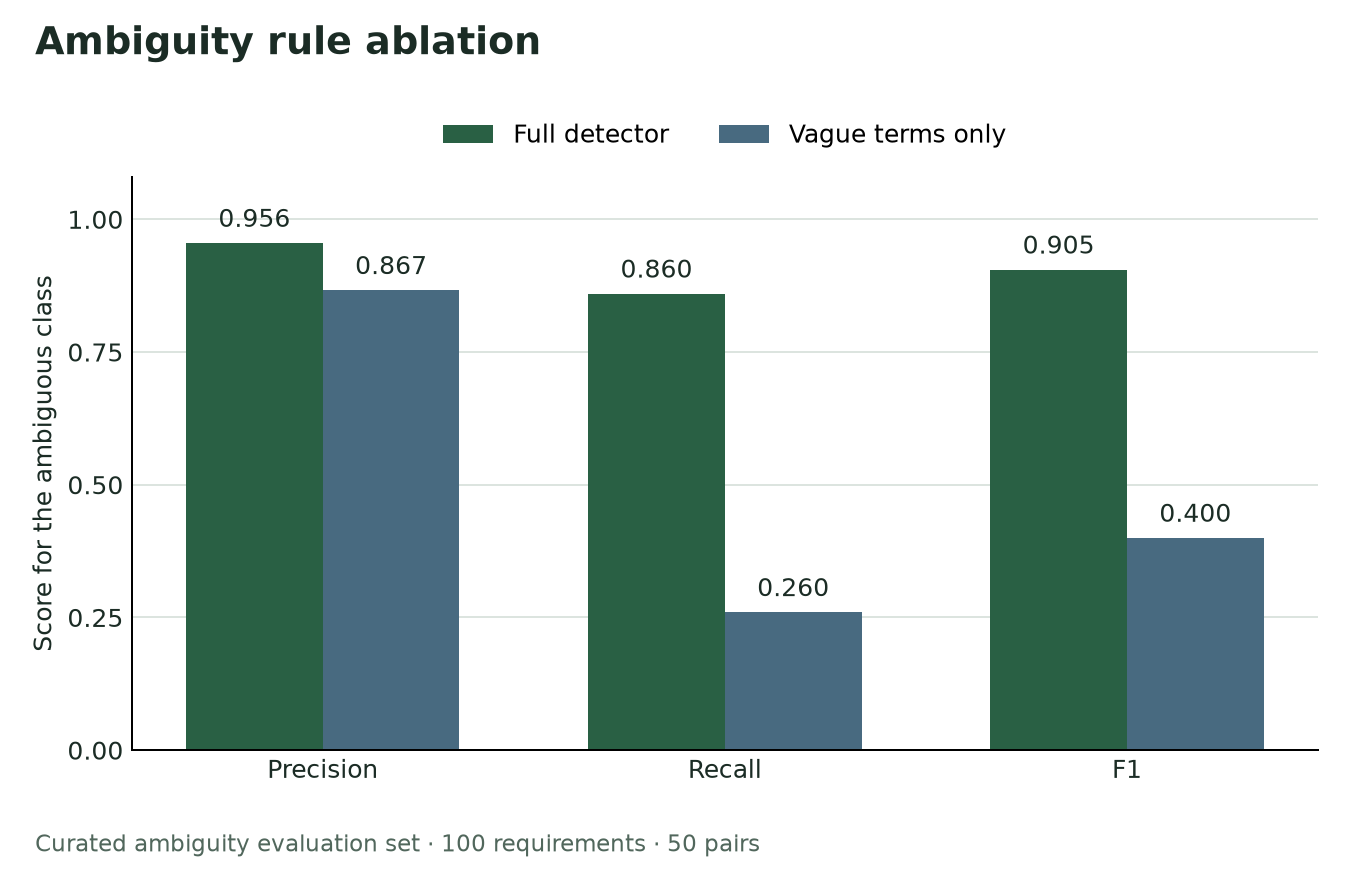 Ambiguity rule ablation
Full detector
Vague terms only
Score for the ambiguous class
1.00
0.75
0.50
0.25
0.00
0.956
0.867
0.860
0.260
0.905
0.400
Precision
Recall
F1
Curated ambiguity evaluation set · 100 requirements · 50 pairs